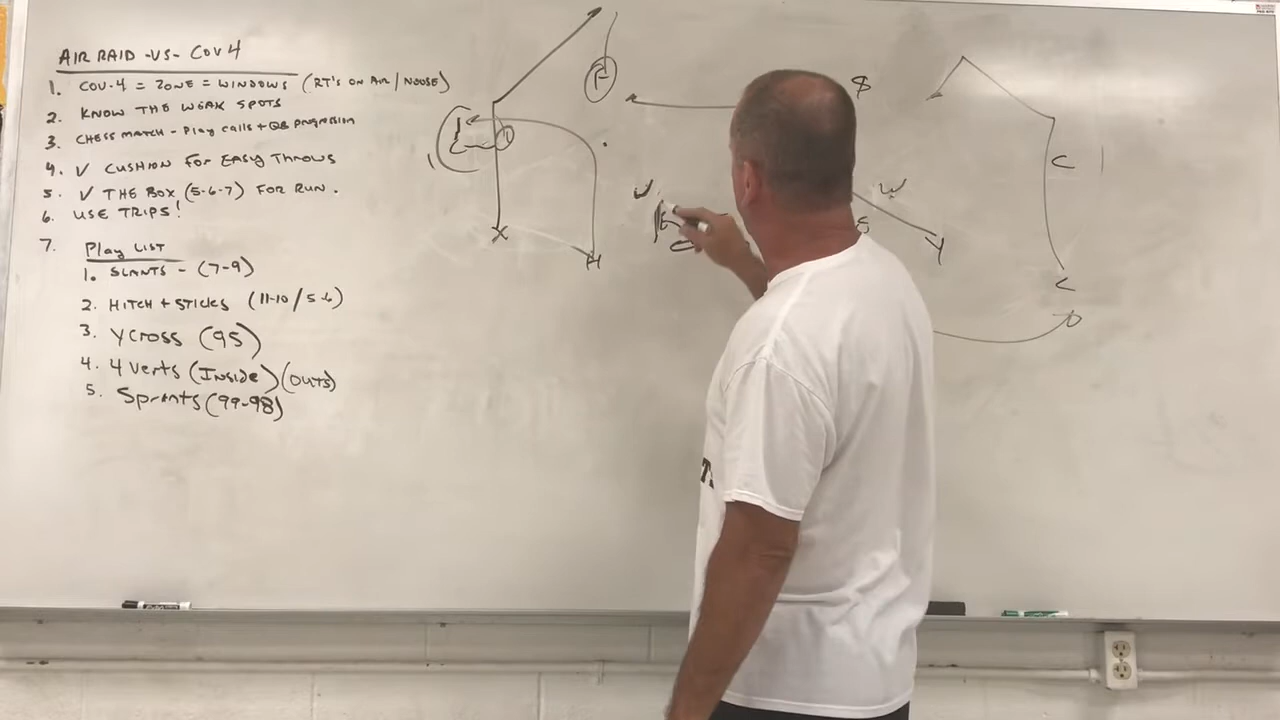 AIR RAID -VS- COV 4
1. COV-4 = ZONE = WINDOWS (RT'S ON AIR/NOOSE)
2. KNOW THE WEAK SPOTS
3. CHESS MATCH - Play calls + QB progression
4. ✓ CUSHION FOR EASY THROWS
5. ✓ THE BOX (5-6-7) FOR RUN.
6. USE TRIPS!
7. Play LIST
1. SLANTS - (7-9)
2. HITCH + STICKS (11-10/5-6)
3. YCROSS (95)
4. 4 Verts (INSIDE) (OUTS)
5. Sprints (99-98)
F
$
C
W
S
X
H
Y
C